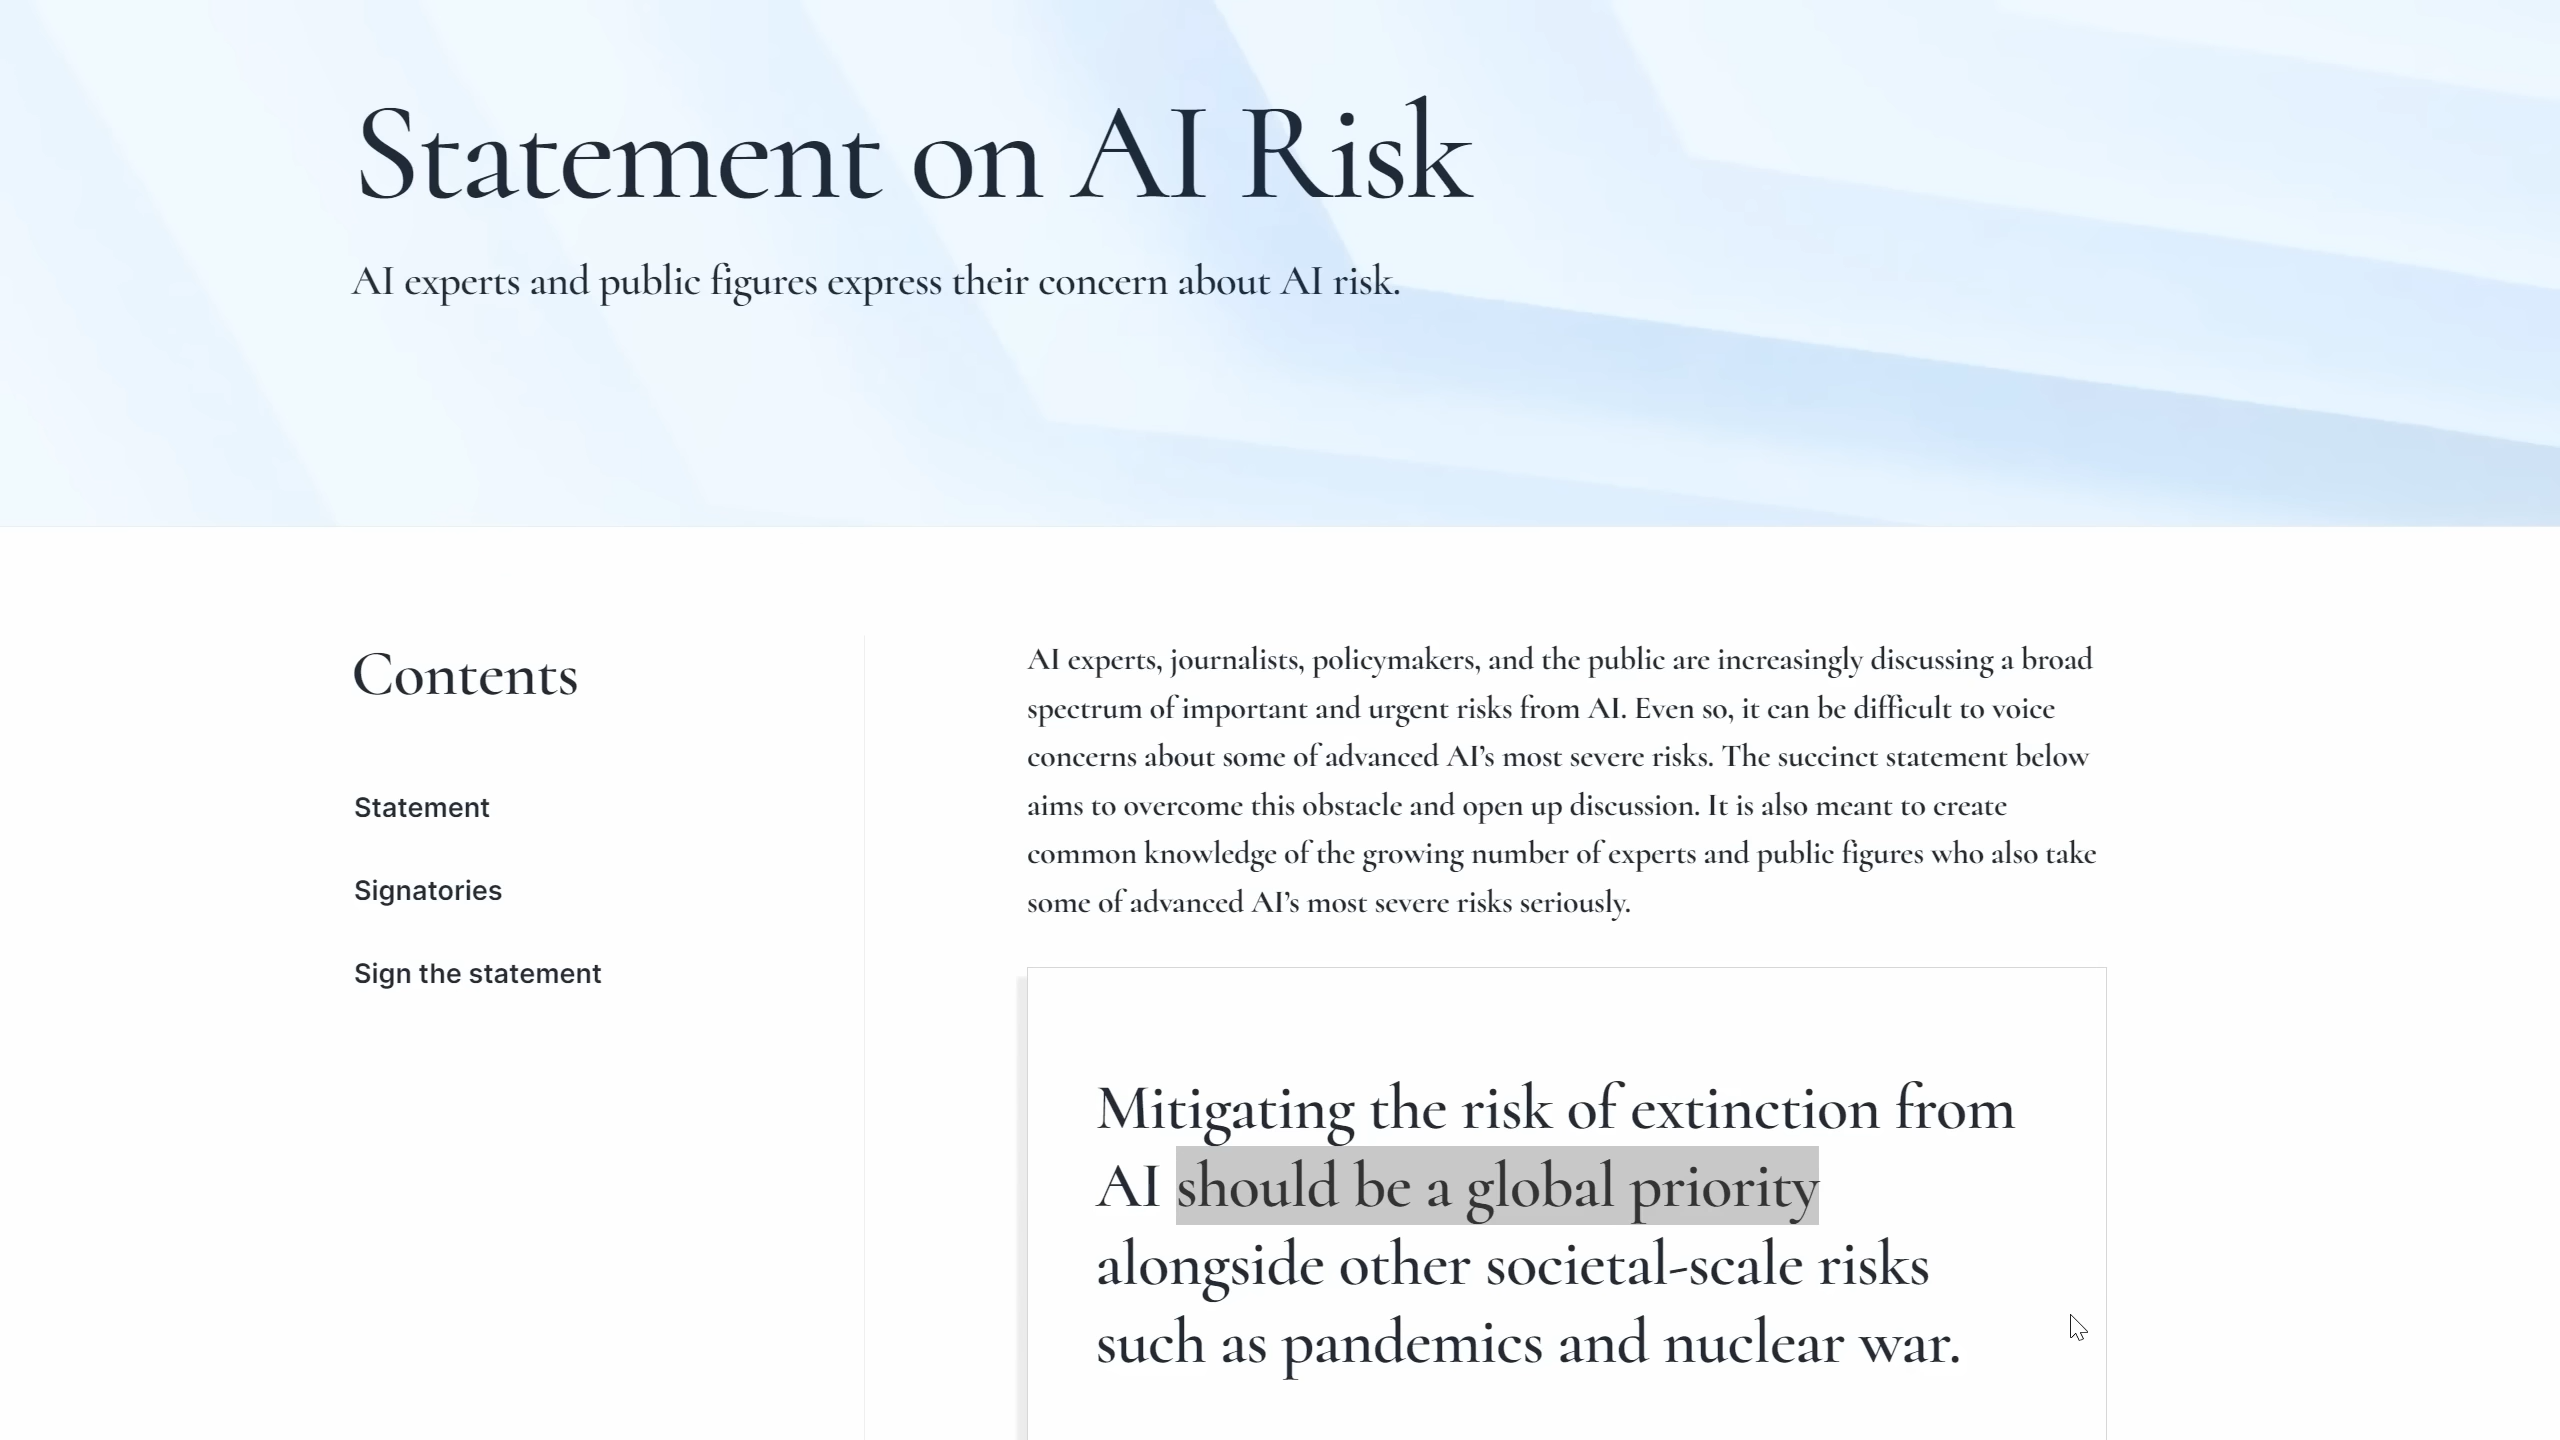 Statement on AI Risk
AI experts and public figures express their concern about AI risk.
Contents
Statement
Signatories
Sign the statement
AI experts, journalists, policymakers, and the public are increasingly discussing a broad
spectrum of important and urgent risks from AI. Even so, it can be difficult to voice
concerns about some of advanced AI’s most severe risks. The succinct statement below
aims to overcome this obstacle and open up discussion. It is also meant to create
common knowledge of the growing number of experts and public figures who also take
some of advanced AI’s most severe risks seriously.
Mitigating the risk of extinction from
AI should be a global priority
alongside other societal-scale risks
such as pandemics and nuclear war.